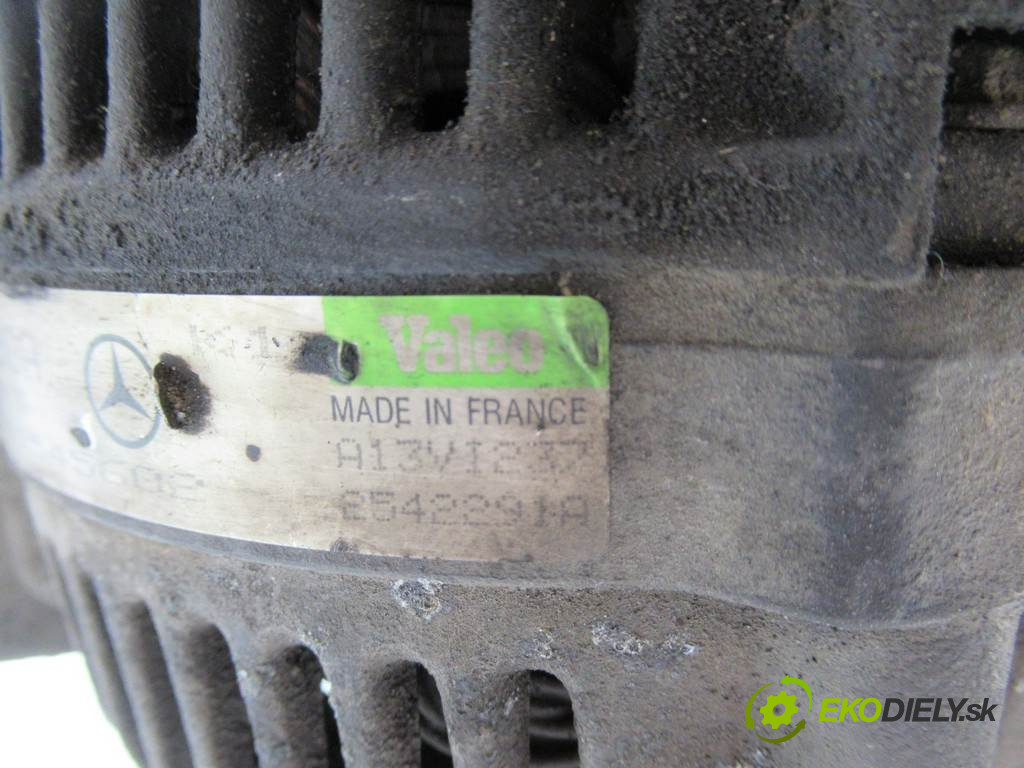 Valeo
MADE IN FRANCE
A13VI237
2542291A
EKODIELY.sk